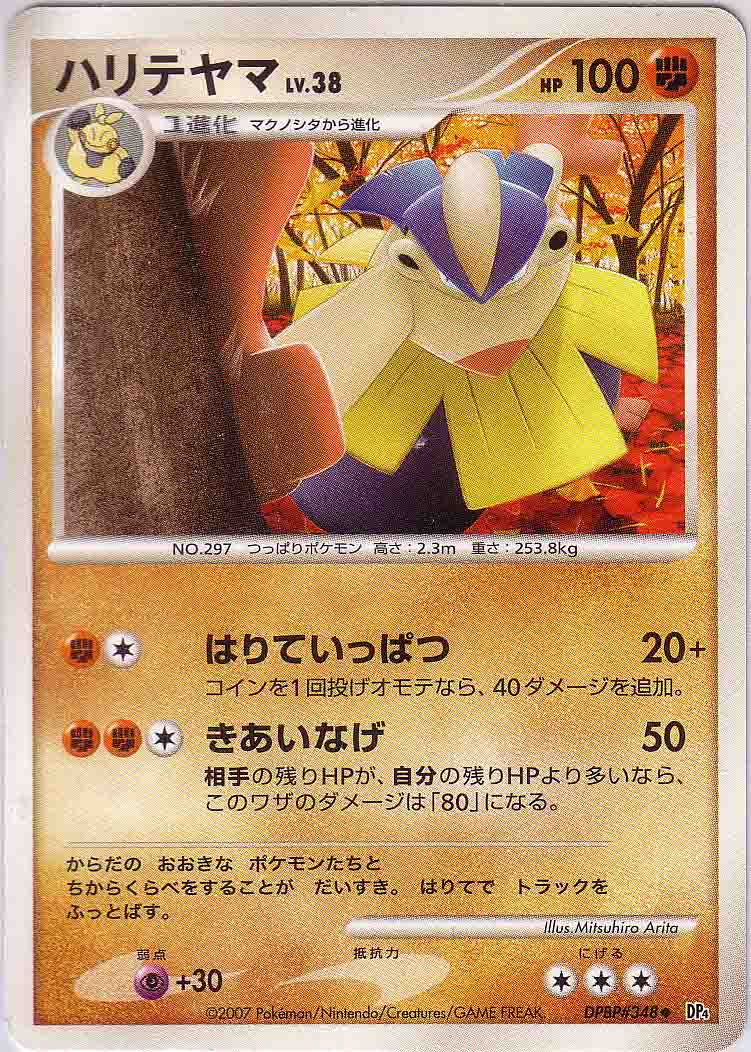 ハリテヤマ LV.38 HP 100
1進化 マクノシタから進化
NO.297 つっぱりポケモン 高さ:2.3m 重さ:253.8kg
はりていっぱつ 20+
コインを1回投げオモテなら、40ダメージを追加。
きあいなげ 50
相手の残りHPが、自分の残りHPより多いなら、
このワザのダメージは「80」になる。
からだの おおきな ポケモンたちと
ちからくらべをすることが だいすき。 はりてで トラックを
ふっとばす。
Illus.Mitsuhiro Arita
弱点 抵抗力 にげる
+30
©2007 Pokémon/Nintendo/Creatures/GAME FREAK. DPBP#348 DP4